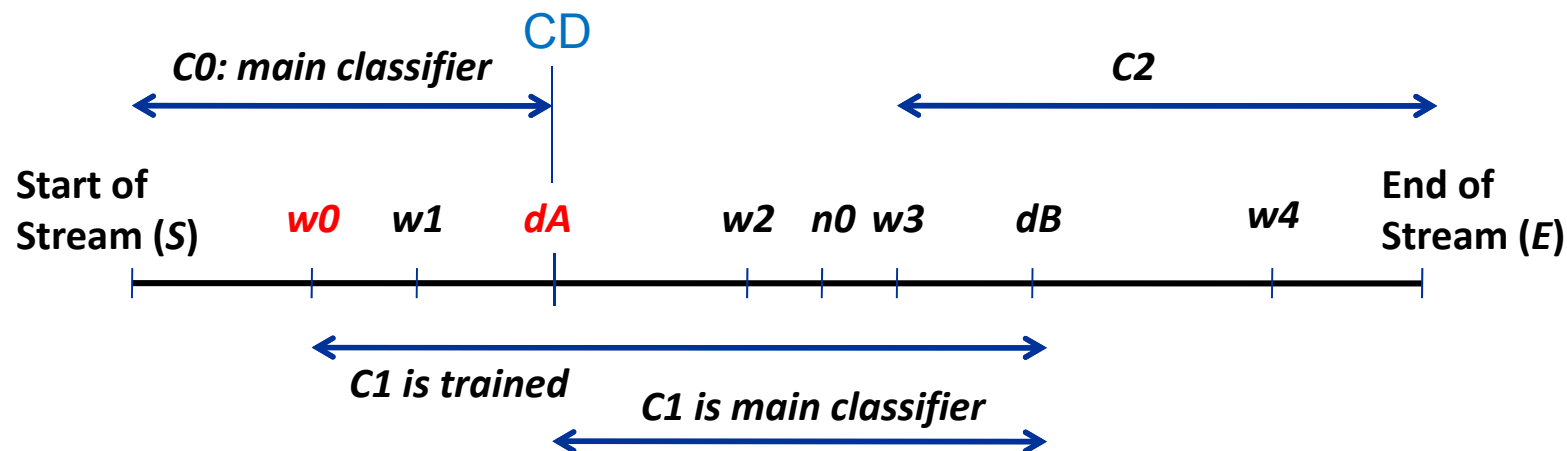 CD
C0: main classifier
C2
Start of
Stream (S)
w0 w1 dA w2 n0 w3 dB w4
End of
Stream (E)
C1 is trained
C1 is main classifier